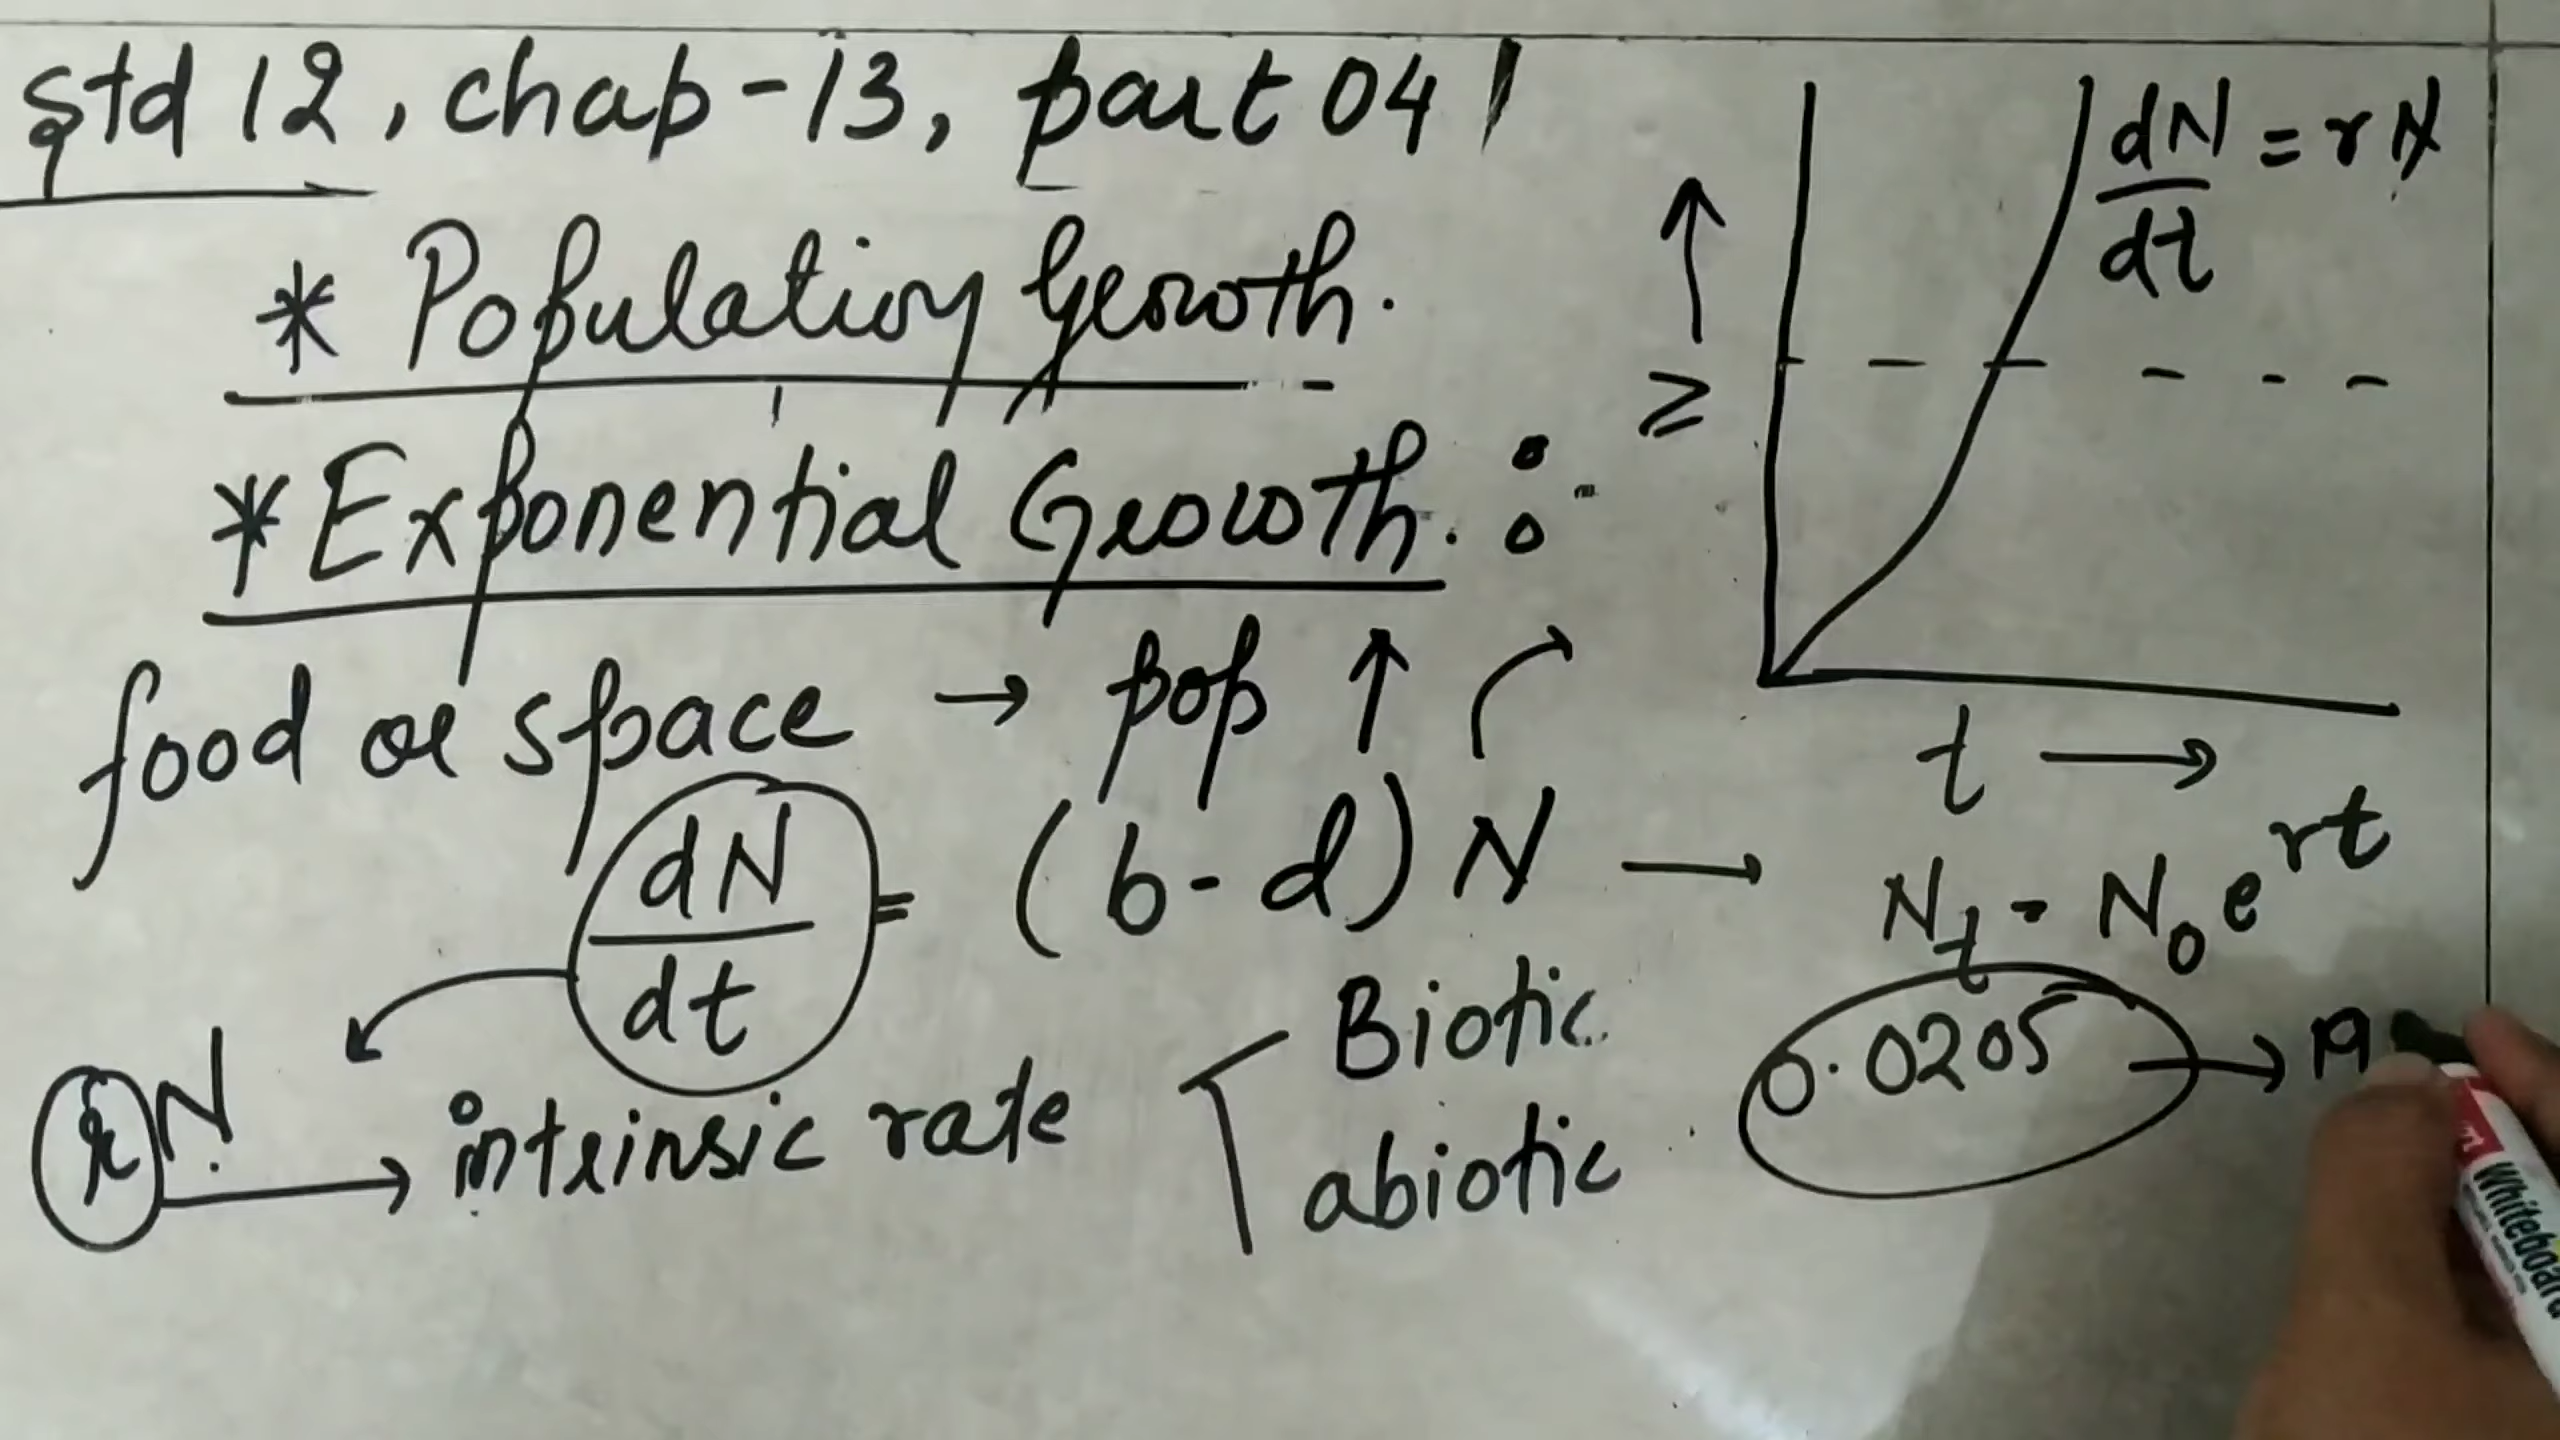 std 12, chap-13, part 04
* Population Growth.
* Exponential Growth. :
food or space → pop ↑
dN/dt = (b-d) N →
rN → intrinsic rate
Biotic
abiotic
dN/dt = rN
N →
t →
Nt = N0 e^rt
0.0205 → 19
Whiteboard